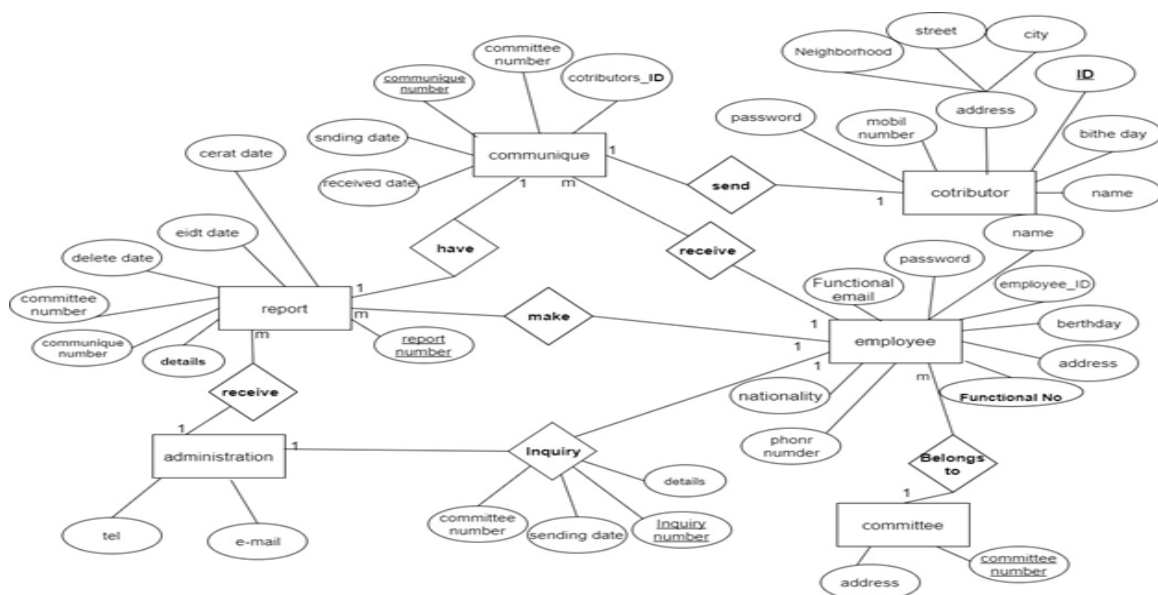 street
city
Neighborhood
committee
number
communique
number
cotributors_ID
ID
address
password
mobil
number
snding date
cerat date
communique
bithe day
received date
1
1
m
send
1
cotributor
name
eidt date
have
receive
name
password
delete date
Functional
email
employee_ID
committee
number
report
1
m
m
make
1
1
1
employee
berthday
communique
number
details
report
number
address
receive
nationality
m
Functional No
1
administration
1
Inquiry
phonr
numder
Belongs
to
details
1
committee
tel
e-mail
committee
number
sending date
Inquiry
number
address
committee
number